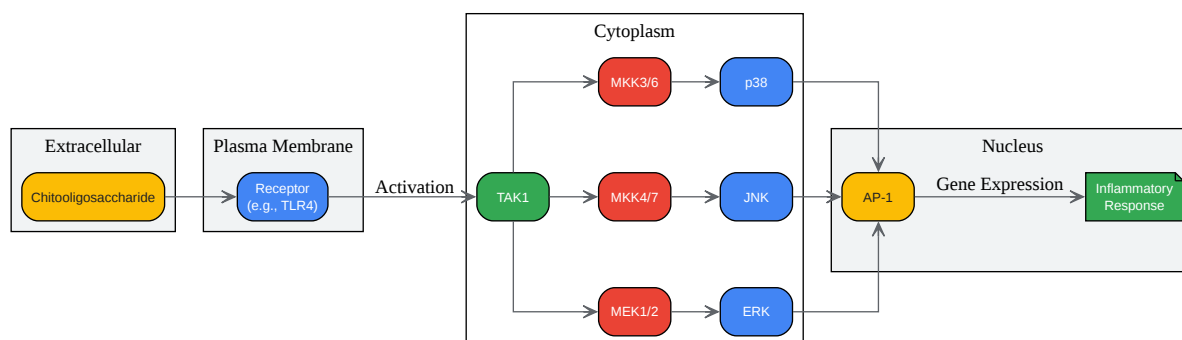 Extracellular
Chitooligosaccharide
Plasma Membrane
Receptor
(e.g., TLR4)
Activation
Cytoplasm
TAK1
MKK3/6
p38
MKK4/7
JNK
MEK1/2
ERK
Nucleus
AP-1
Gene Expression
Inflammatory
Response